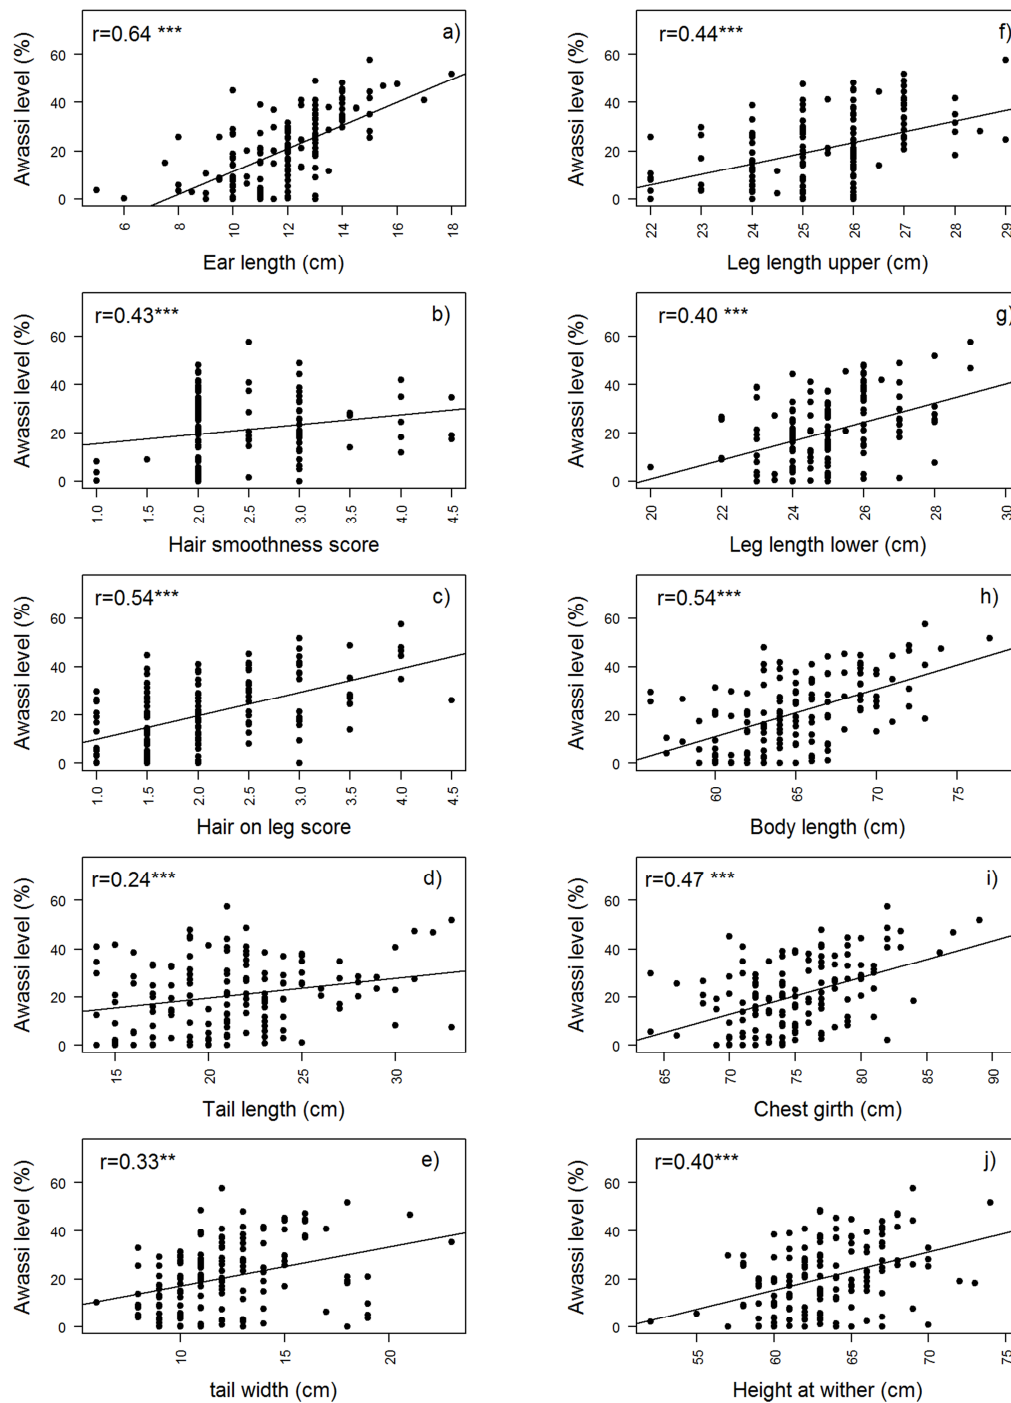 r=0.64 ***
a)
Awassi level (%)
60
40
20
0
6 8 10 12 14 16 18
Ear length (cm)
r=0.43***
b)
Awassi level (%)
60
40
20
0
1.0 1.5 2.0 2.5 3.0 3.5 4.0 4.5
Hair smoothness score
r=0.54***
c)
Awassi level (%)
60
40
20
0
1.0 1.5 2.0 2.5 3.0 3.5 4.0 4.5
Hair on leg score
r=0.24***
d)
Awassi level (%)
60
40
20
0
15 20 25 30
Tail length (cm)
r=0.33**
e)
Awassi level (%)
60
40
20
0
10 15 20
tail width (cm)
r=0.44***
f)
Awassi level (%)
60
40
20
0
22 23 24 25 26 27 28 29
Leg length upper (cm)
r=0.40 ***
g)
Awassi level (%)
60
40
20
0
20 22 24 26 28 30
Leg length lower (cm)
r=0.54***
h)
Awassi level (%)
60
40
20
0
60 65 70 75
Body length (cm)
r=0.47 ***
i)
Awassi level (%)
60
40
20
0
65 70 75 80 85 90
Chest girth (cm)
r=0.40***
j)
Awassi level (%)
60
40
20
0
55 60 65 70 75
Height at wither (cm)